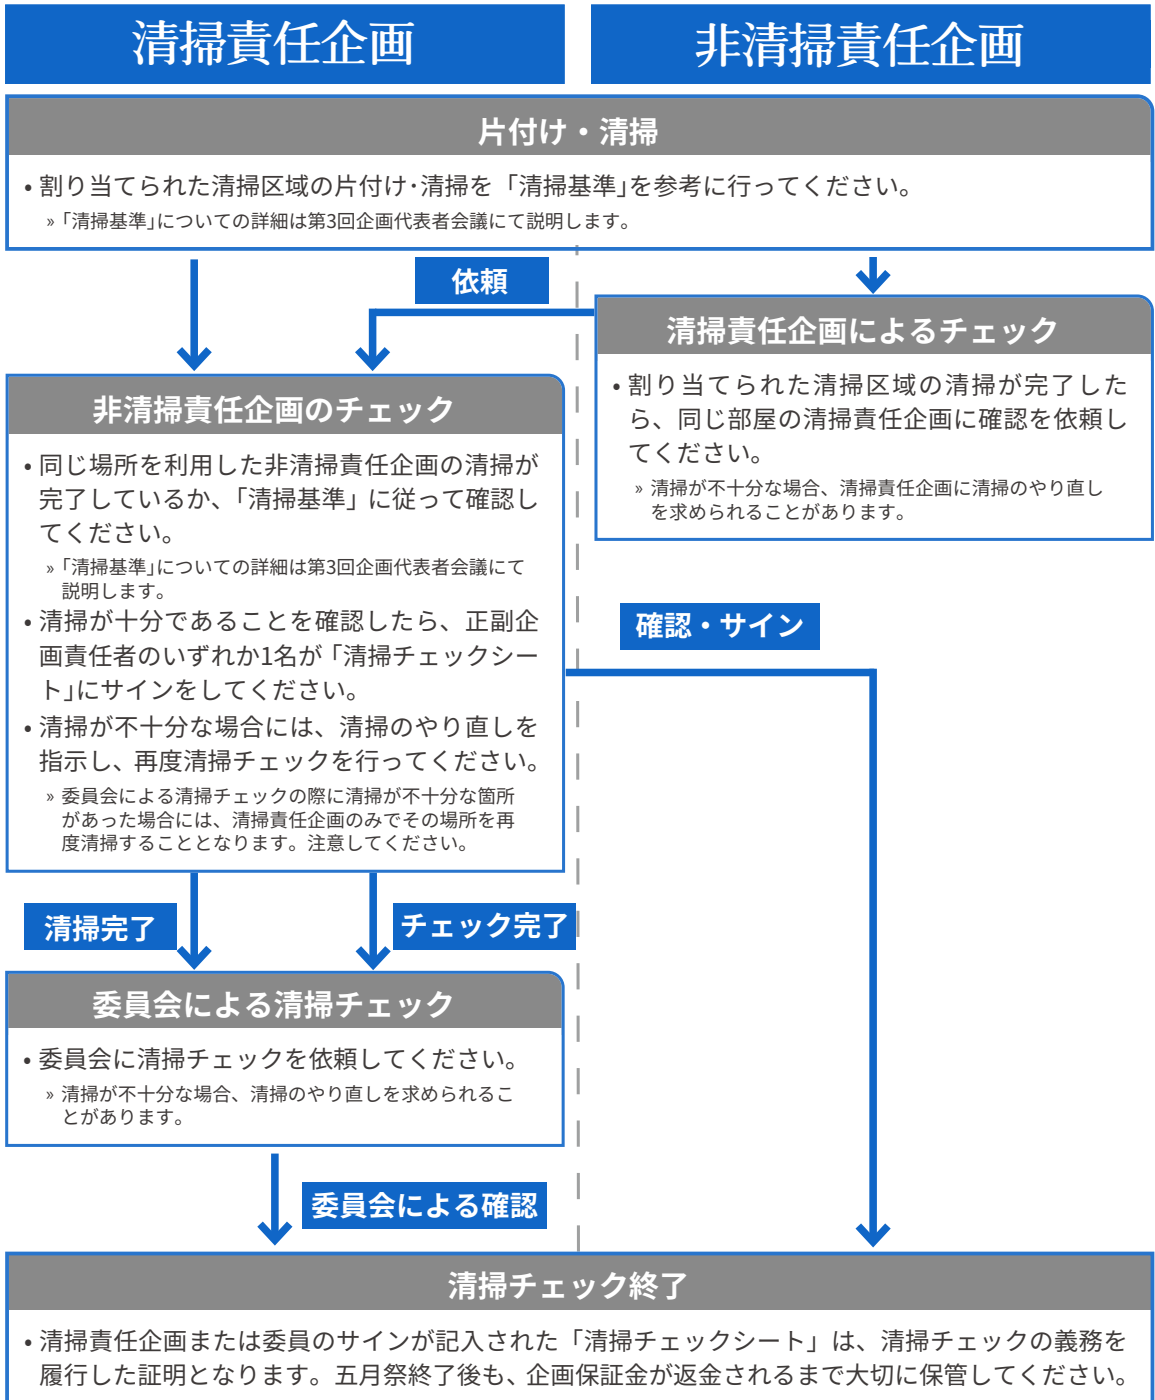 清掃責任企画
非清掃責任企画
片付け・清掃
• 割り当てられた清掃区域の片付け･清掃を「清掃基準」を参考に行ってください。
» 「清掃基準」についての詳細は第3回企画代表者会議にて説明します。
依頼
清掃責任企画によるチェック
• 割り当てられた清掃区域の清掃が完了した
ら、同じ部屋の清掃責任企画に確認を依頼し
てください。
» 清掃が不十分な場合、清掃責任企画に清掃のやり直し
を求められることがあります。
非清掃責任企画のチェック
• 同じ場所を利用した非清掃責任企画の清掃が
完了しているか、「清掃基準」に従って確認し
てください。
» 「清掃基準」についての詳細は第3回企画代表者会議にて
説明します。
• 清掃が十分であることを確認したら、正副企
画責任者のいずれか1名が「清掃チェックシー
ト」にサインをしてください。
• 清掃が不十分な場合には、清掃のやり直しを
指示し、再度清掃チェックを行ってください。
» 委員会による清掃チェックの際に清掃が不十分な箇所
があった場合には、清掃責任企画のみでその場所を再
度清掃することとなります。注意してください。
確認・サイン
清掃完了
チェック完了
委員会による清掃チェック
• 委員会に清掃チェックを依頼してください。
» 清掃が不十分な場合、清掃のやり直しを求められるこ
とがあります。
委員会による確認
清掃チェック終了
• 清掃責任企画または委員のサインが記入された「清掃チェックシート」は、清掃チェックの義務を
履行した証明となります。五月祭終了後も、企画保証金が返金されるまで大切に保管してください。